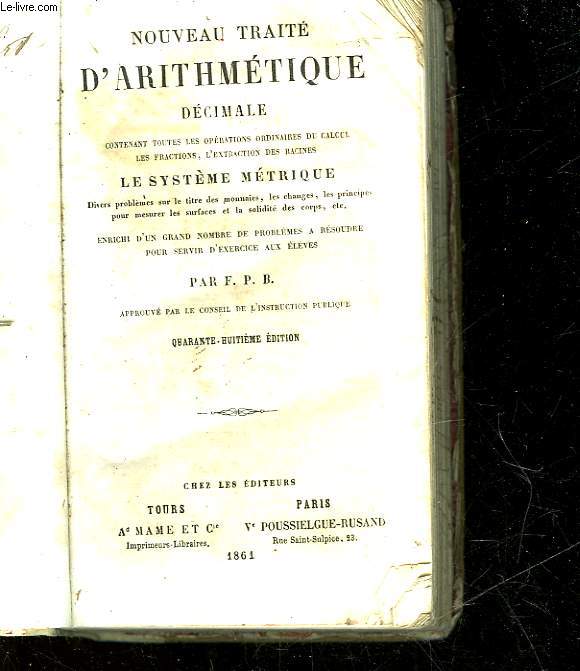 Le-livre.com
NOUVEAU TRAITÉ
D'ARITHMÉTIQUE
DÉCIMALE
CONTENANT TOUTES LES OPÉRATIONS ORDINAIRES DU CALCUL
LES FRACTIONS, L'EXTRACTION DES RACINES
LE SYSTÈME MÉTRIQUE
Divers problèmes sur le titre des monnaies, les changes, les principes
pour mesurer les surfaces et la solidité des corps, etc.
ENRICHI D'UN GRAND NOMBRE DE PROBLÈMES A RÉSOUDRE
POUR SERVIR D'EXERCICE AUX ÉLÈVES
PAR F. P. B.
APPROUVÉ PAR LE CONSEIL DE L'INSTRUCTION PUBLIQUE
QUARANTE-HUITIÈME ÉDITION
CHEZ LES ÉDITEURS
TOURS
Ad MAME ET Cie
Imprimeurs-Libraires.
PARIS
Ve POUSSIELGUE-RUSAND
Rue Saint-Sulpice, 23.
1861